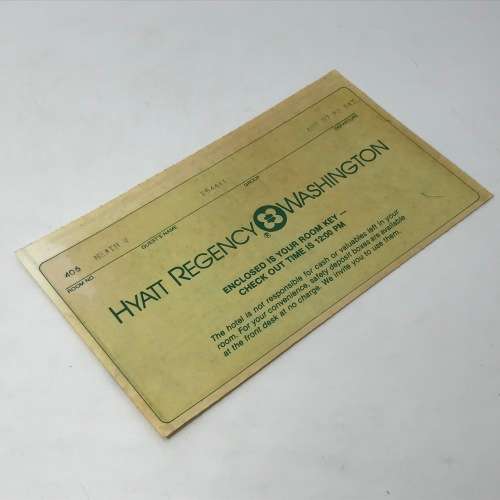 405
ROOM NO.
GUEST'S NAME
GROUP
DEPARTURE
HYATT REGENCY WASHINGTON
ENCLOSED IS YOUR ROOM KEY —
CHECK OUT TIME IS 12:00 PM
The hotel is not responsible for cash or valuables left in your
room. For your convenience, safety deposit boxes are available
at the front desk at no charge. We invite you to use them.